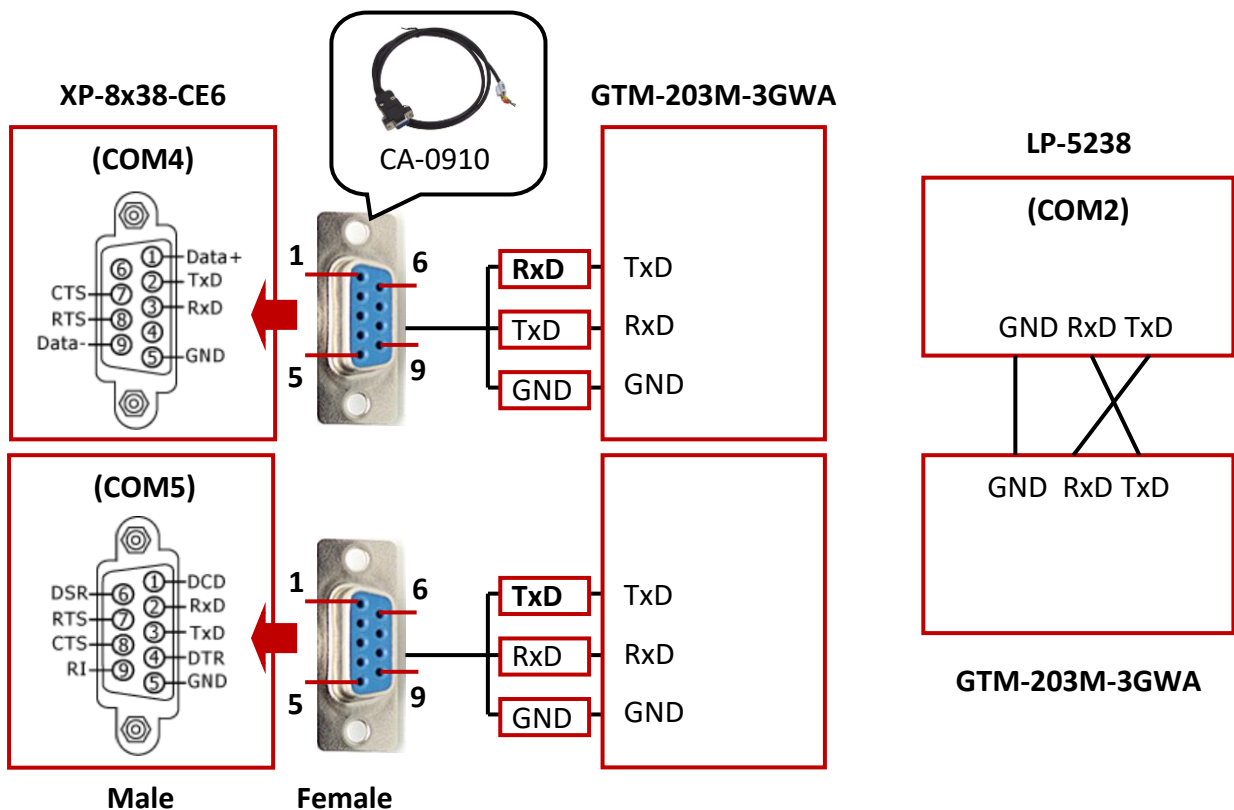 XP-8x38-CE6
CA-0910
GTM-203M-3GWA
(COM4)
1 Data+
6
2 TxD
CTS 7
3 RxD
RTS 8
4
Data- 9
5 GND
1
6
5
9
RxD TxD
TxD RxD
GND GND
(COM5)
1 DCD
DSR 6
2 RxD
RTS 7
3 TxD
CTS 8
4 DTR
RI 9
5 GND
1
6
5
9
TxD TxD
RxD RxD
GND GND
Male
Female
LP-5238
(COM2)
GND RxD TxD
GND RxD TxD
GTM-203M-3GWA